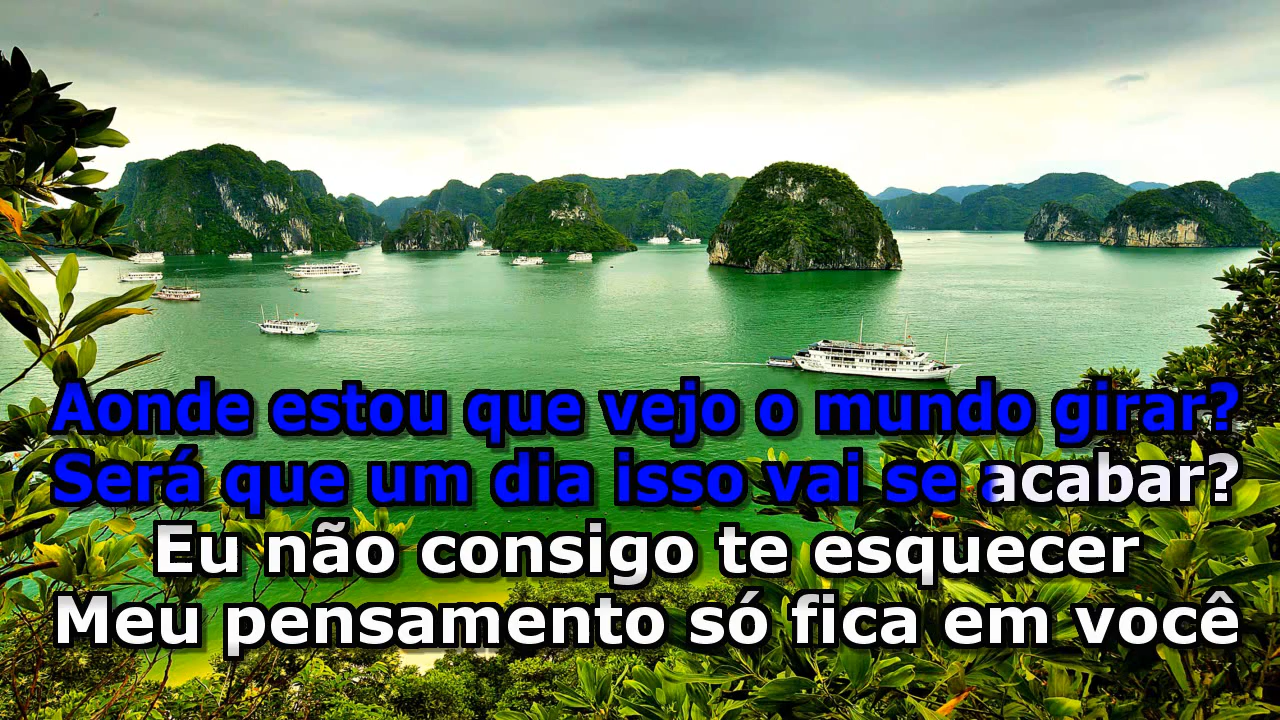 Aonde estou que vejo o mundo girar?
Será que um dia isso vai se acabar?
Eu não consigo te esquecer
Meu pensamento só fica em você